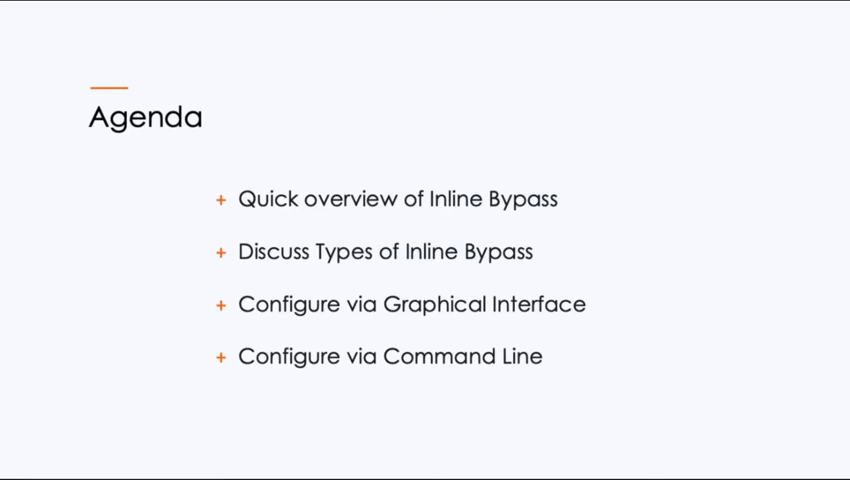 Agenda
+ Quick overview of Inline Bypass
+ Discuss Types of Inline Bypass
+ Configure via Graphical Interface
+ Configure via Command Line